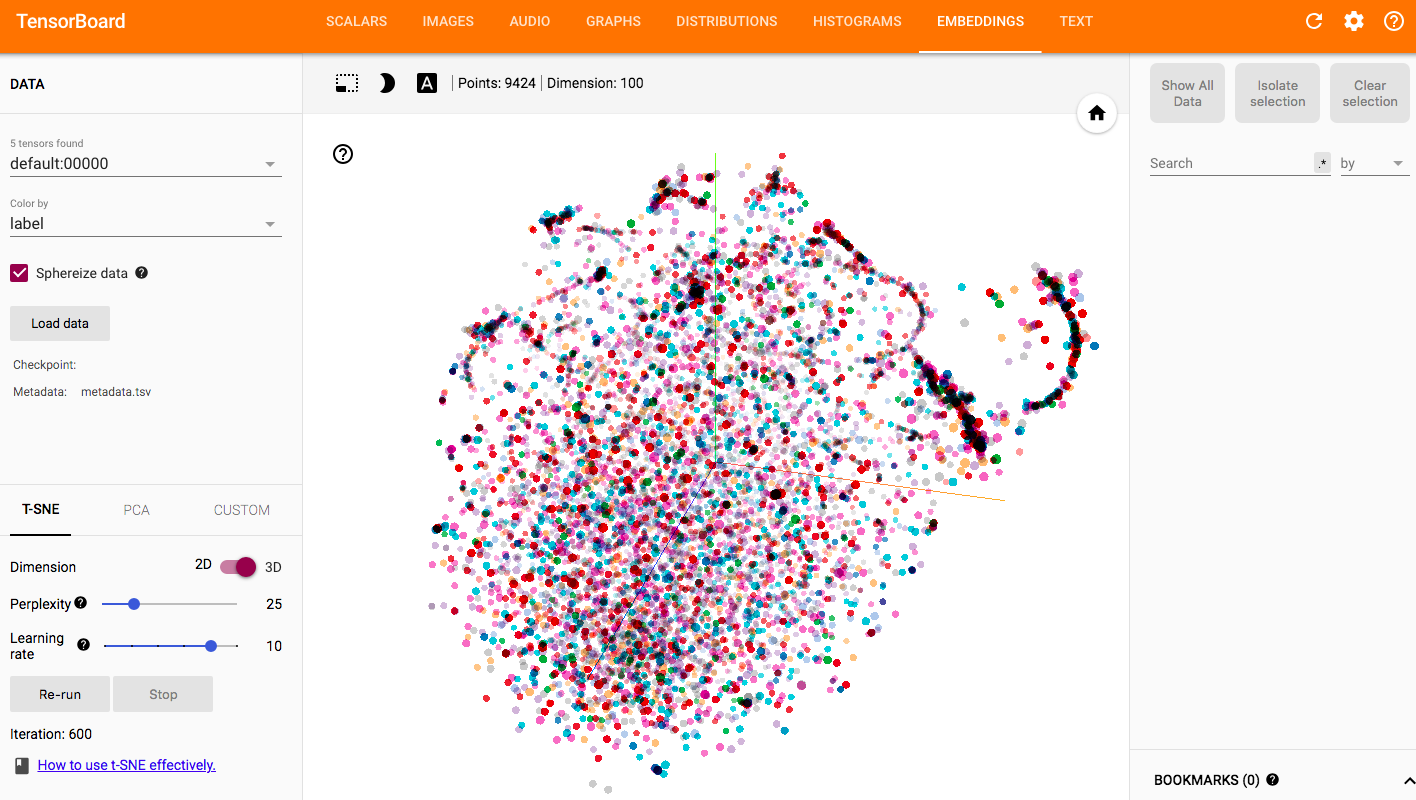 TensorBoard
SCALARS IMAGES AUDIO GRAPHS DISTRIBUTIONS HISTOGRAMS EMBEDDINGS TEXT
DATA
5 tensors found
default:00000
Color by
label
Sphereize data
Load data
Checkpoint:
Metadata: metadata.tsv
T-SNE PCA CUSTOM
Dimension 2D 3D
Perplexity 25
Learning
rate 10
Re-run Stop
Iteration: 600
How to use t-SNE effectively.
A Points: 9424 Dimension: 100
Show All
Data
Isolate
selection
Clear
selection
Search .* by
BOOKMARKS (0)